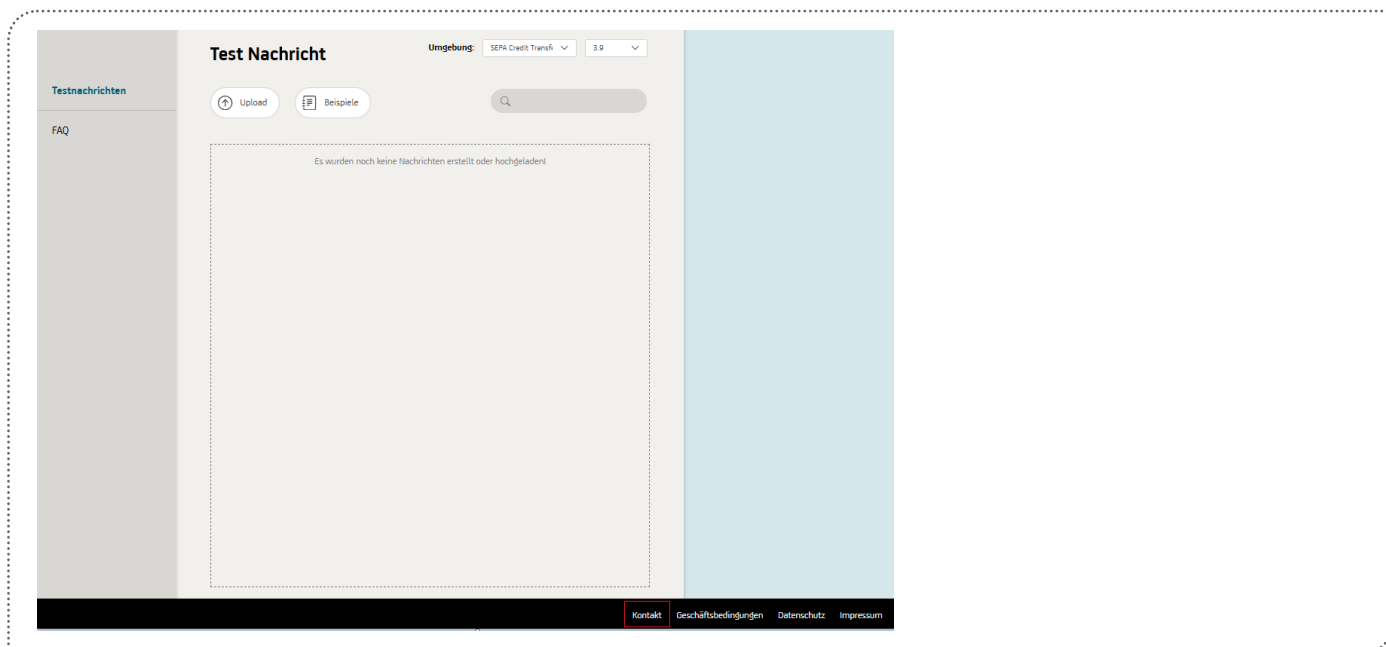 Test Nachricht
Umgebung: SEPA Credit Transfe 3.9
Testnachrichten
Upload Beispiele
FAQ
Es wurden noch keine Nachrichten erstellt oder hochgeladen!
Kontakt Geschäftsbedingungen Datenschutz Impressum